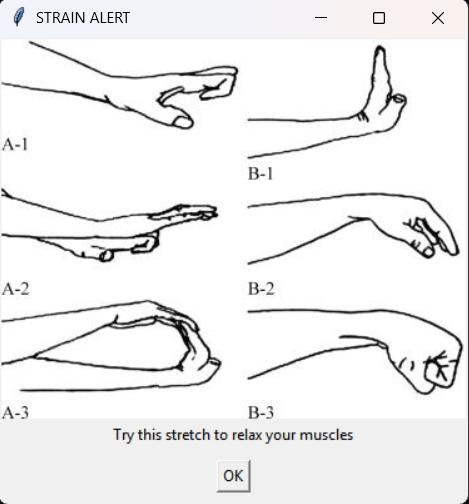 STRAIN ALERT
A-1
B-1
A-2
B-2
A-3
B-3
Try this stretch to relax your muscles
OK